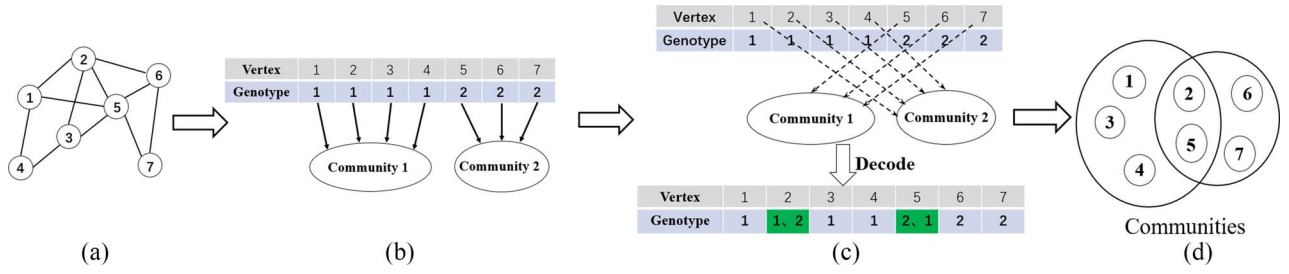 2
6
1
5
3
4
7
(a)
Vertex 1 2 3 4 5 6 7
Genotype 1 1 1 1 2 2 2
Community 1 Community 2
(b)
Vertex 1 2 3 4 5 6 7
Genotype 1 1 1 1 2 2 2
Community 1 Community 2
Decode
Vertex 1 2 3 4 5 6 7
Genotype 1 1、2 1 1 2、1 2 2
(c)
1 2 6
3
5 7
4
Communities
(d)